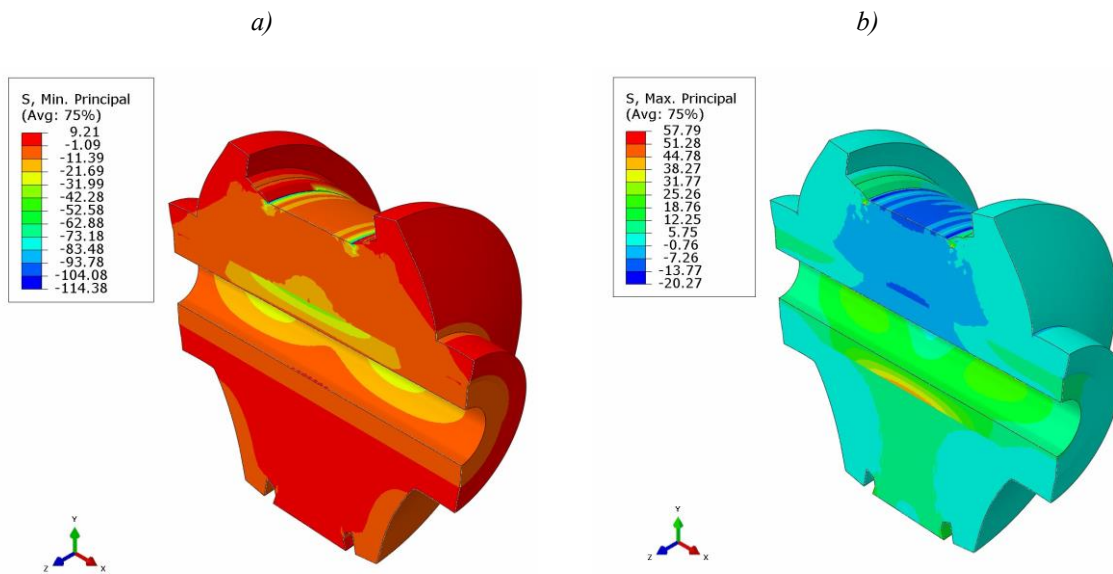 a)
b)
S, Min. Principal
(Avg: 75%)
9.21
-1.09
-11.39
-21.69
-31.99
-42.28
-52.58
-62.88
-73.18
-83.48
-93.78
-104.08
-114.38
S, Max. Principal
(Avg: 75%)
57.79
51.28
44.78
38.27
31.77
25.26
18.76
12.25
5.75
-0.76
-7.26
-13.77
-20.27
Y
Z
X
Y
Z
X